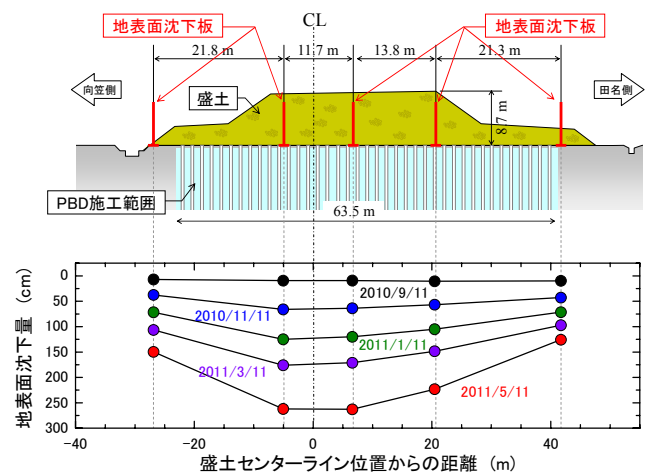 CL
地表面沈下板
地表面沈下板
21.8 m
11.7 m
13.8 m
21.3 m
向笠側
盛土
田名側
8.7 m
PBD施工範囲
63.5 m
地表面沈下量 (cm)
0
50
100
150
200
250
300
2010/9/11
2010/11/11
2011/1/11
2011/3/11
2011/5/11
-40
-20
0
20
40
盛土センターライン位置からの距離 (m)